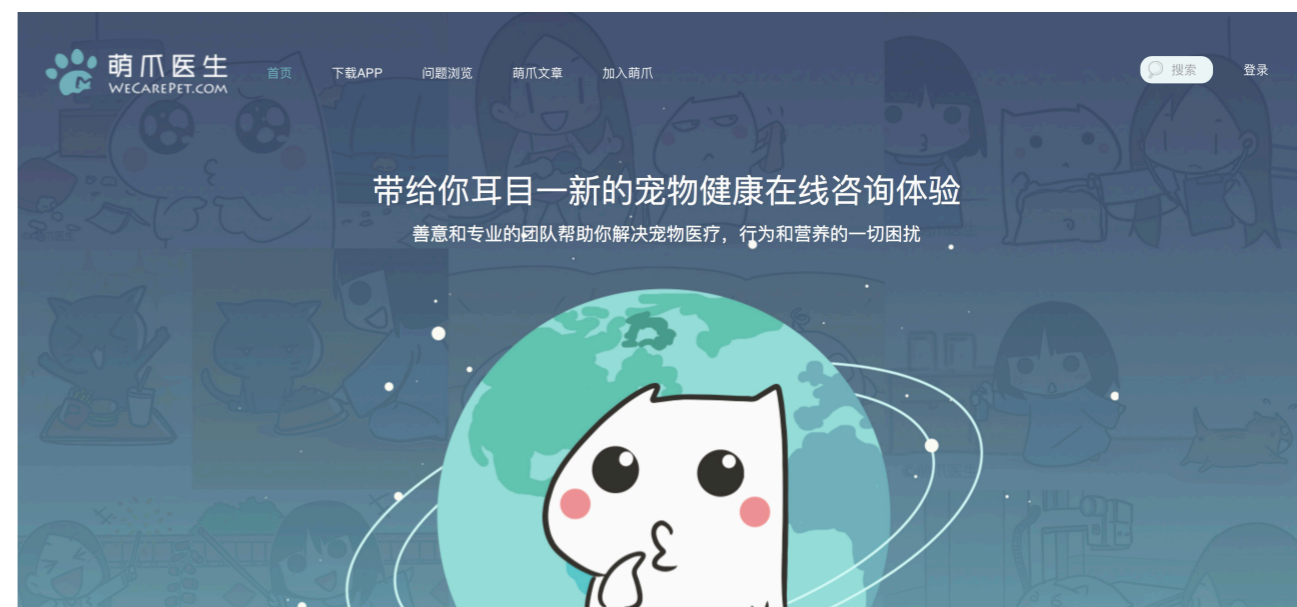 萌爪医生
WECAREPET.COM
首页 下载APP 问题浏览 萌爪文章 加入萌爪 搜索 登录
带给你耳目一新的宠物健康在线咨询体验
善意和专业的团队帮助你解决宠物医疗，行为和营养的一切困扰